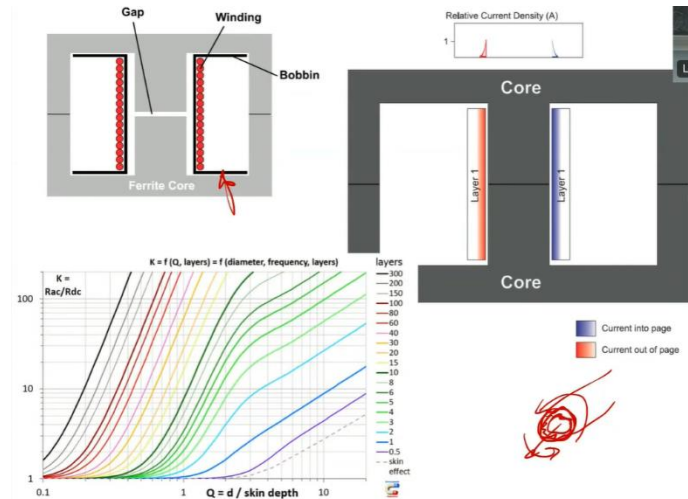 Gap
Winding
Bobbin
Ferrite Core
Relative Current Density (A)
1
Core
Layer 1
Layer 1
Core
Current into page
Current out of page
K = f (Q, layers) = f (diameter, frequency, layers)
K =
Rac/Rdc
100
10
1
0.1
1
10
Q = d / skin depth
layers
300
200
150
100
80
60
40
30
20
15
10
8
6
5
4
3
2
1
0.5
skin
effect
L